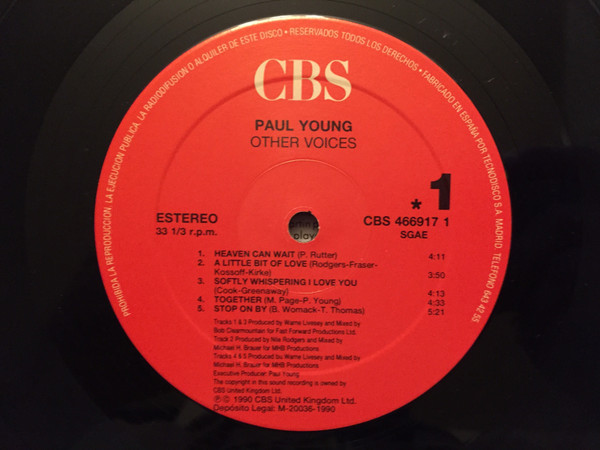 PROHIBIDA LA REPRODUCCION, LA EJECUCION PUBLICA, LA RADIODIFUSION O ALQUILER DE ESTE DISCO • RESERVADOS TODOS LOS DERECHOS • FABRICADO EN ESPAÑA POR TECNODISCO S.A. MADRID. TELEFONO 643 42 55
CBS
PAUL YOUNG
OTHER VOICES
* 1
ESTEREO
33 1/3 r.p.m.
CBS 466917 1
SGAE
play
1. HEAVEN CAN WAIT (P. Rutter) 4:11
2. A LITTLE BIT OF LOVE (Rodgers-Fraser-
Kossoff-Kirke) 3:50
3. SOFTLY WHISPERING I LOVE YOU
(Cook-Greenaway) 4:13
4. TOGETHER (M. Page-P. Young) 4:33
5. STOP ON BY (B. Womack-T. Thomas) 5:21
Tracks 1 & 3 Produced by Warne Livesey and Mixed by
Bob Clearmountain for Fast Forward Productions Ltd.
Track 2 Produced by Nile Rodgers and Mixed by
Michael H. Brauer for MHB Productions
Tracks 4 & 5 Produced by Warne Livesey and Mixed by
Michael H. Brauer for MHB Productions
Executive Producer: Paul Young
The copyright in this sound recording is owned by
CBS United Kingdom Ltd.
℗ © 1990 CBS United Kingdom Ltd.
Depósito Legal: M-20036-1990